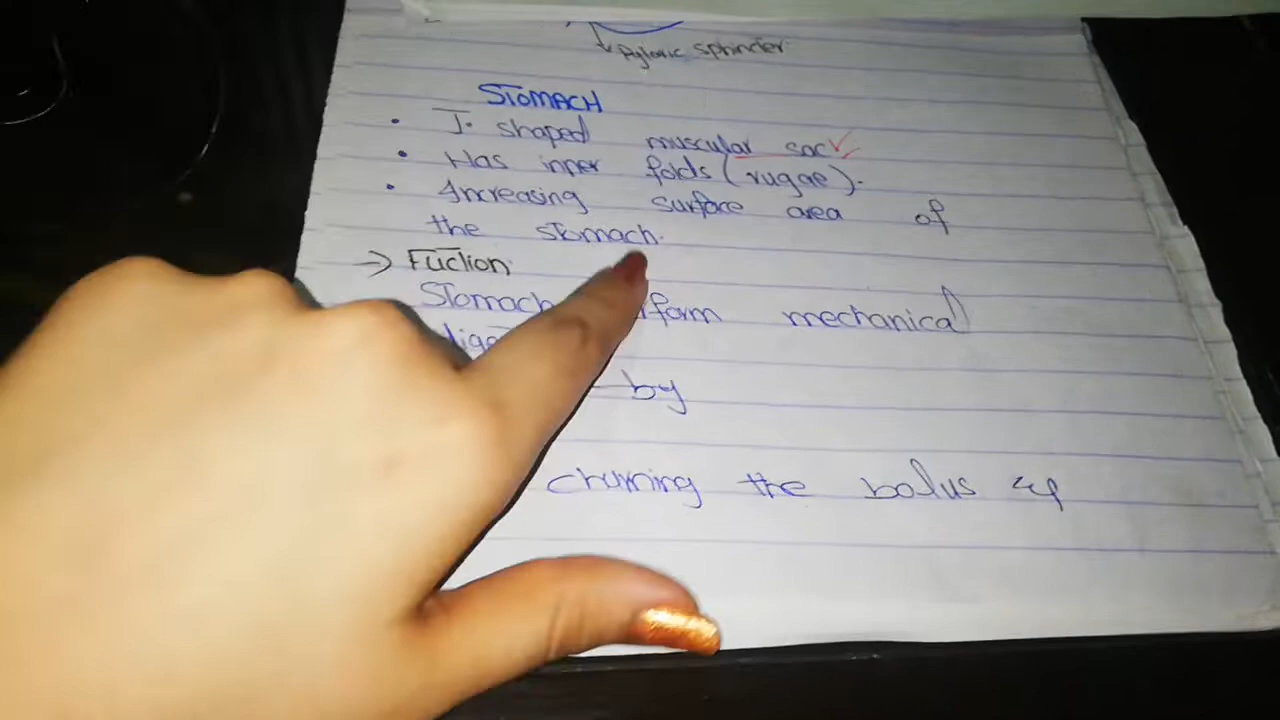 Pyloric sphincter
STOMACH
• J. shaped muscular sac
• Has inner folds (rugae).
• Increasing surface area of
the stomach.
→ Fuction
Stomach mechanical
by
churning the bolus up